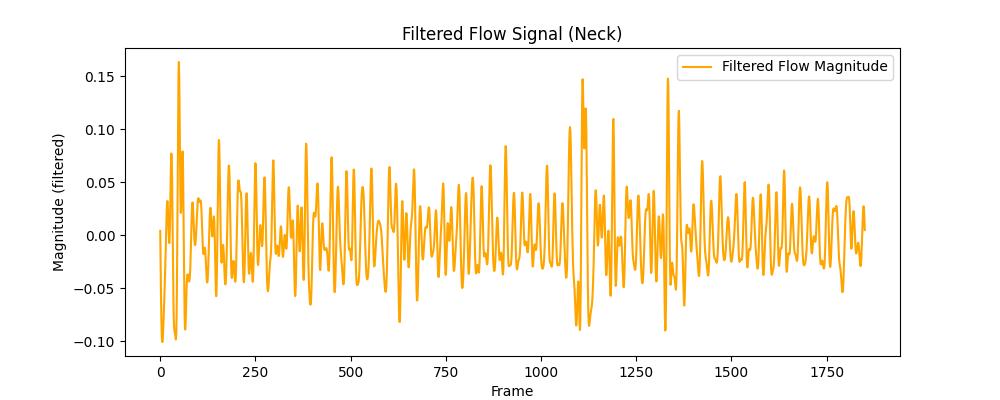 Filtered Flow Signal (Neck)
Filtered Flow Magnitude
Magnitude (filtered)
0.15
0.10
0.05
0.00
−0.05
−0.10
0 250 500 750 1000 1250 1500 1750
Frame